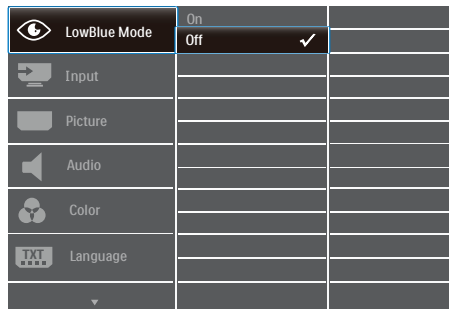 LowBlue Mode
On
Off
Input
Picture
Audio
Color
TXT
Language